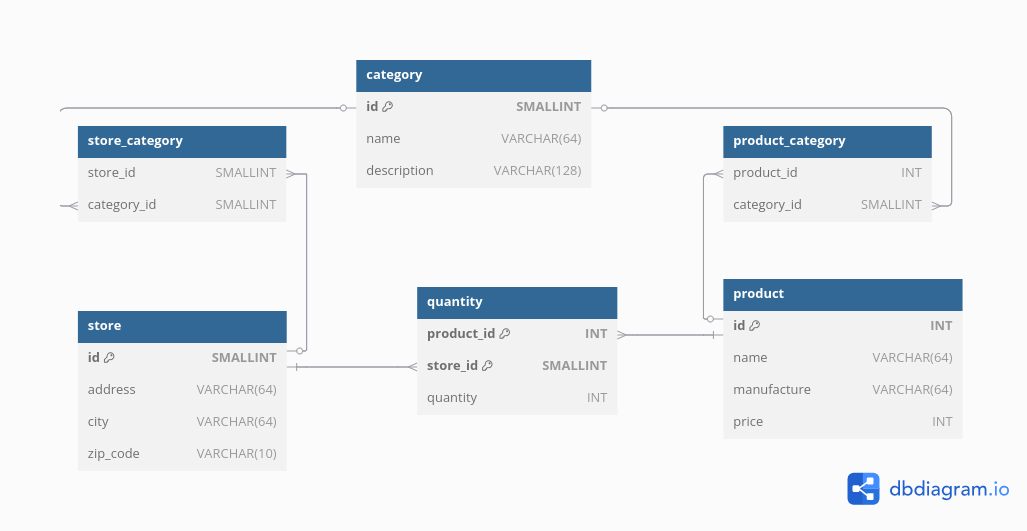 category
id SMALLINT
name VARCHAR(64)
description VARCHAR(128)
store_category
store_id SMALLINT
category_id SMALLINT
product_category
product_id INT
category_id SMALLINT
store
id SMALLINT
address VARCHAR(64)
city VARCHAR(64)
zip_code VARCHAR(10)
quantity
product_id INT
store_id SMALLINT
quantity INT
product
id INT
name VARCHAR(64)
manufacture VARCHAR(64)
price INT
dbdiagram.io